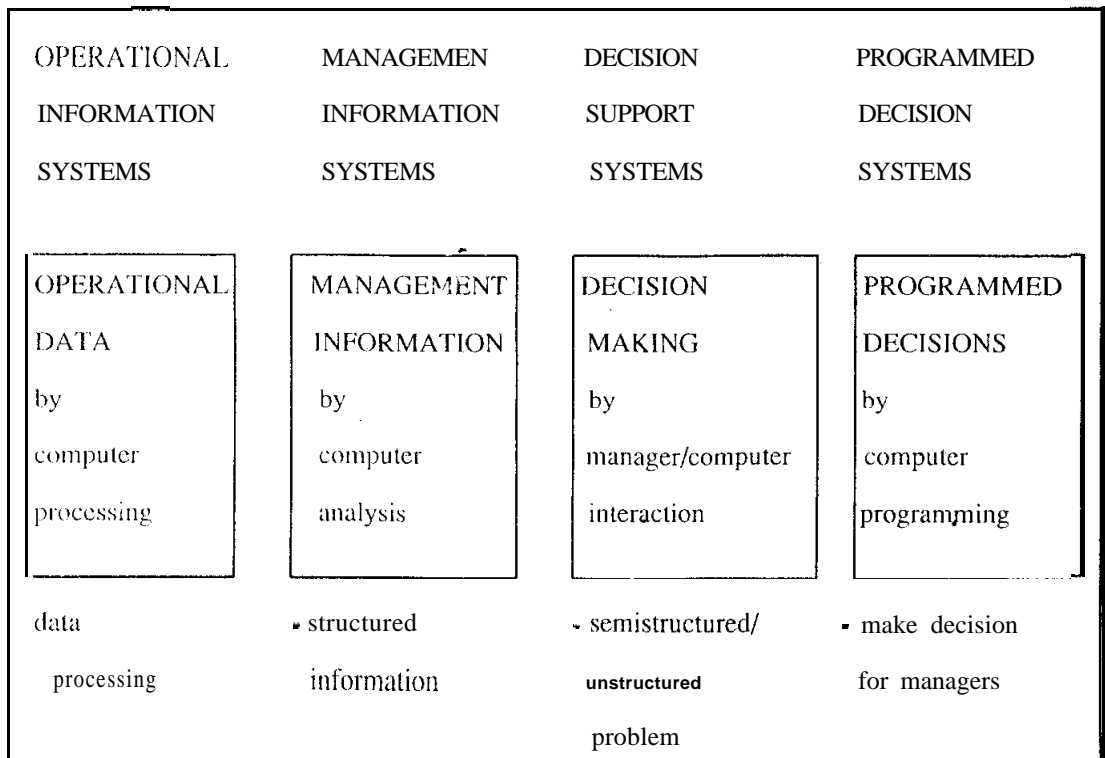 OPERATIONAL
INFORMATION
SYSTEMS
MANAGEMEN
INFORMATION
SYSTEMS
DECISION
SUPPORT
SYSTEMS
PROGRAMMED
DECISION
SYSTEMS
OPERATIONAL
DATA
by
computer
processing
MANAGEMENT
INFORMATION
by
computer
analysis
DECISION
MAKING
by
manager/computer
interaction
PROGRAMMED
DECISIONS
by
computer
programming
data
processing
- structured
information
- semistructured/
unstructured
problem
- make decision
for managers